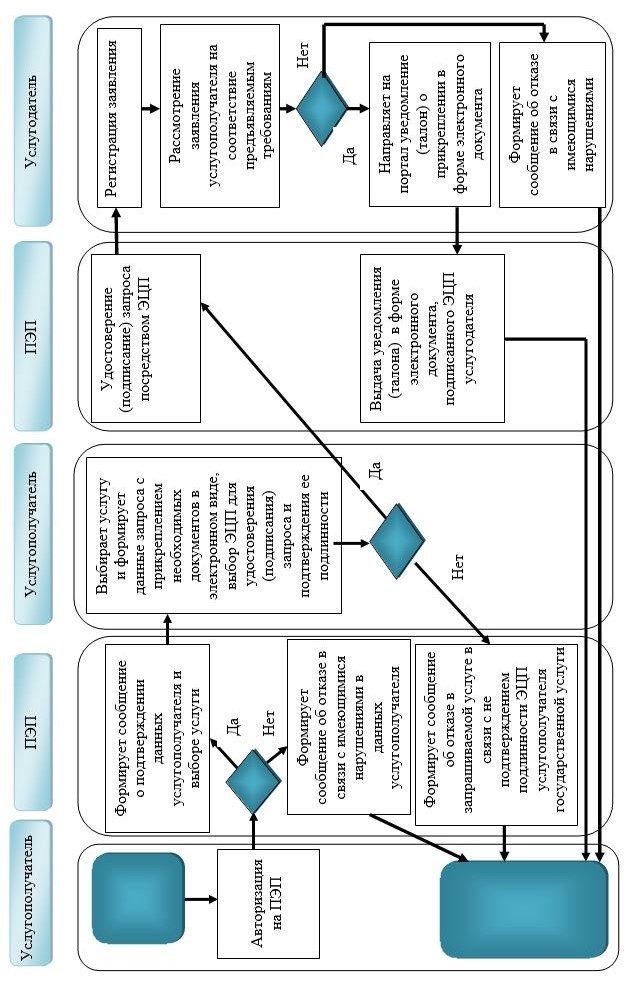 Услугополучатель
ПЭП
Услугополучатель
ПЭП
Услугодатель
Авторизация
на ПЭП
Формирует сообщение
о подтверждении
данных
услугополучателя и
выборе услуги
Да
Нет
Формирует
сообщение об отказе в
связи с имеющимися
нарушениями в
данных
услугополучателя
Формирует сообщение
об отказе в
запрашиваемой услуге в
связи с не
подтверждением
подлинности ЭЦП
услугополучателя
государственной услуги
Выбирает услугу
и формирует
данные запроса с
прикреплением
необходимых
документов в
электронном виде,
выбор ЭЦП для
удостоверения
(подписания)
запроса и
подтверждения ее
подлинности
Да
Нет
Удостоверение
(подписание) запроса
посредством ЭЦП
Выдача уведомления
(талона) в форме
электронного
документа,
подписанного ЭЦП
услугодателя
Регистрация заявления
Рассмотрение
заявления
услугополучателя на
соответствие
предъявляемым
требованиям
Нет
Да
Направляет на
портал уведомление
(талон) о
прикреплении в
форме электронного
документа
Формирует
сообщение об отказе
в связи с
имеющимися
нарушениями